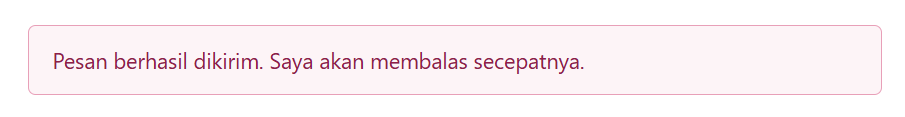 Pesan berhasil dikirim. Saya akan membalas secepatnya.